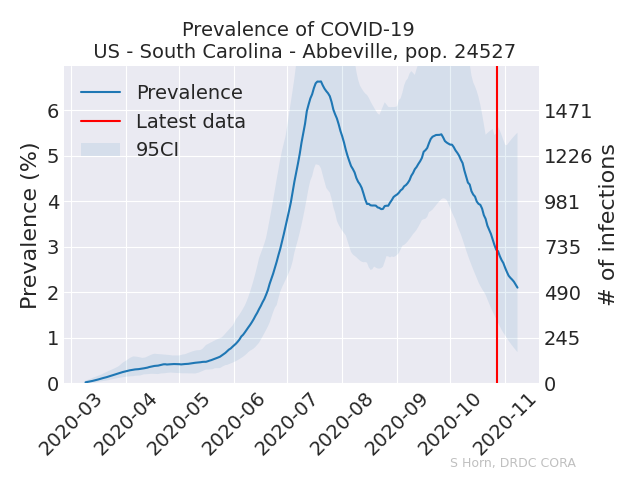 Prevalence of COVID-19
US - South Carolina - Abbeville, pop. 24527
Prevalence
Latest data
95CI
Prevalence (%)
6
5
4
3
2
1
0
1471
1226
981
735
490
245
0
# of infections
2020-03
2020-04
2020-05
2020-06
2020-07
2020-08
2020-09
2020-10
2020-11
S Horn, DRDC CORA